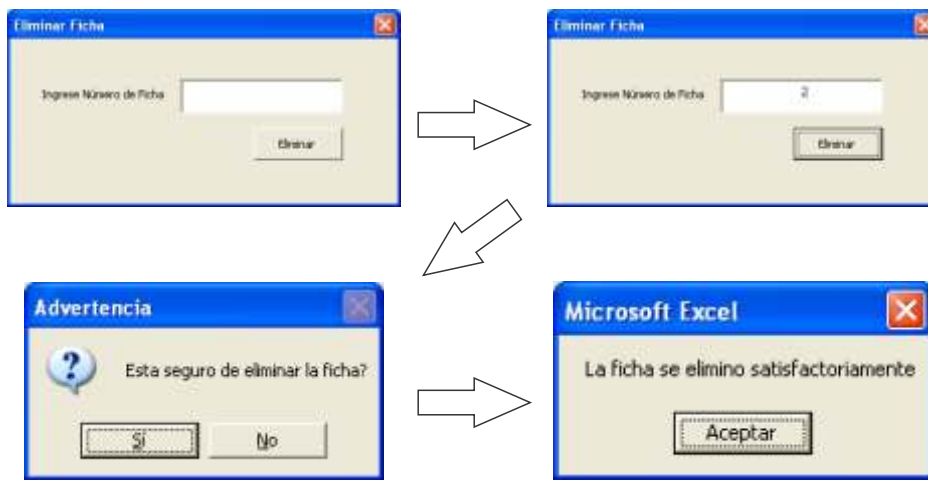 Eliminar Ficha
Ingrese Número de Ficha
Eliminar
Eliminar Ficha
Ingrese Número de Ficha 2
Eliminar
Advertencia
Esta seguro de eliminar la ficha?
Sí No
Microsoft Excel
La ficha se elimino satisfactoriamente
Aceptar